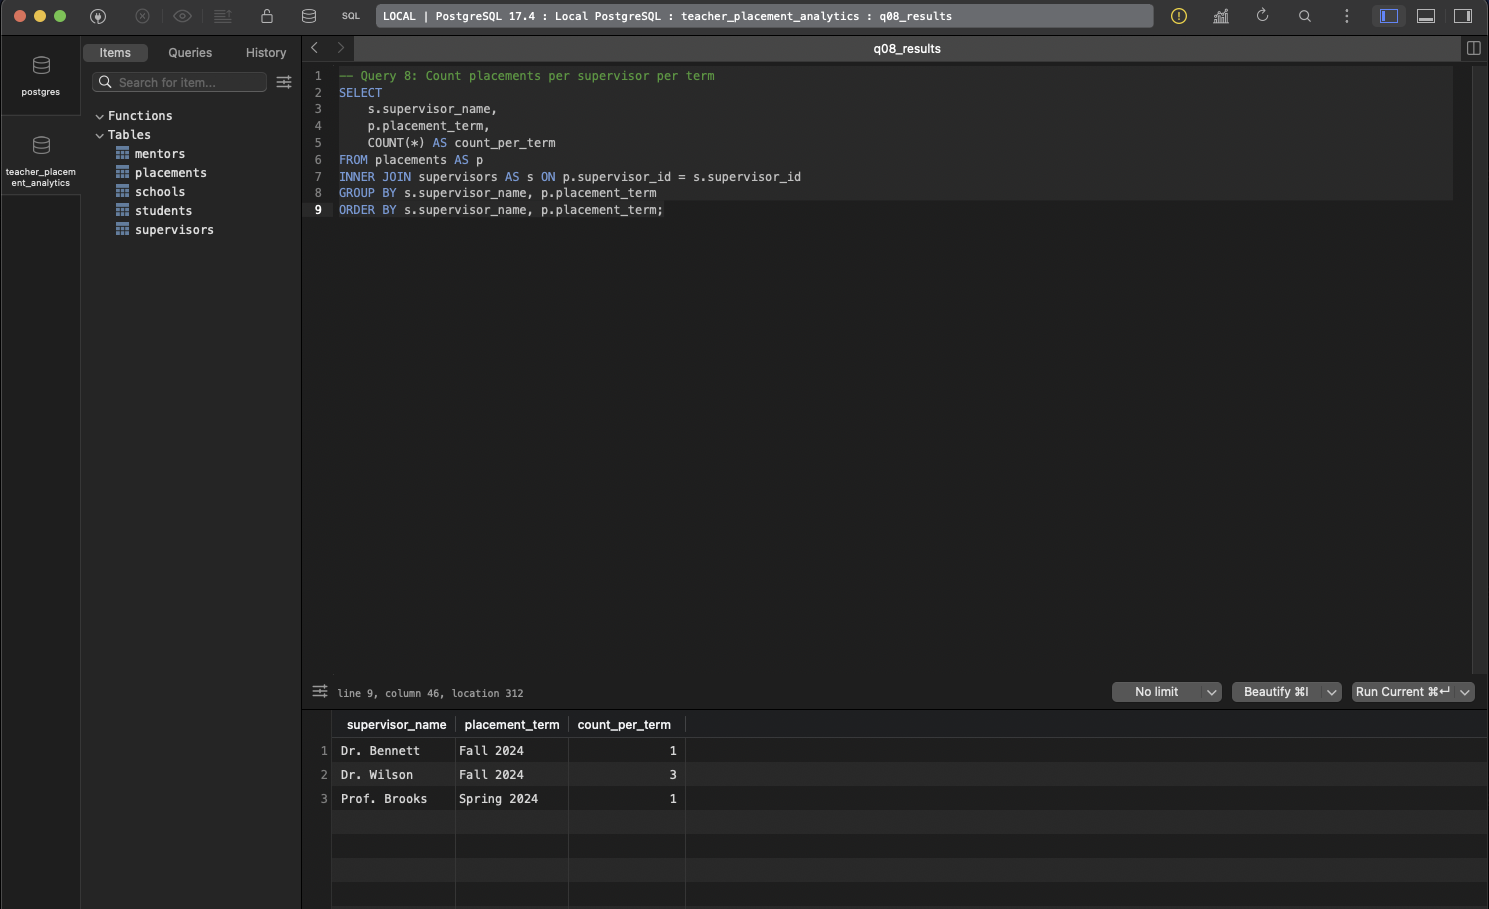 SQL
LOCAL | PostgreSQL 17.4 : Local PostgreSQL : teacher_placement_analytics : q08_results
postgres
teacher_placem
ent_analytics
Items Queries History
Search for item...
Functions
Tables
mentors
placements
schools
students
supervisors
q08_results
1 -- Query 8: Count placements per supervisor per term
2 SELECT
3 s.supervisor_name,
4 p.placement_term,
5 COUNT(*) AS count_per_term
6 FROM placements AS p
7 INNER JOIN supervisors AS s ON p.supervisor_id = s.supervisor_id
8 GROUP BY s.supervisor_name, p.placement_term
9 ORDER BY s.supervisor_name, p.placement_term;
line 9, column 46, location 312
No limit Beautify ⌘I Run Current ⌘↩
supervisor_name placement_term count_per_term
1 Dr. Bennett Fall 2024 1
2 Dr. Wilson Fall 2024 3
3 Prof. Brooks Spring 2024 1